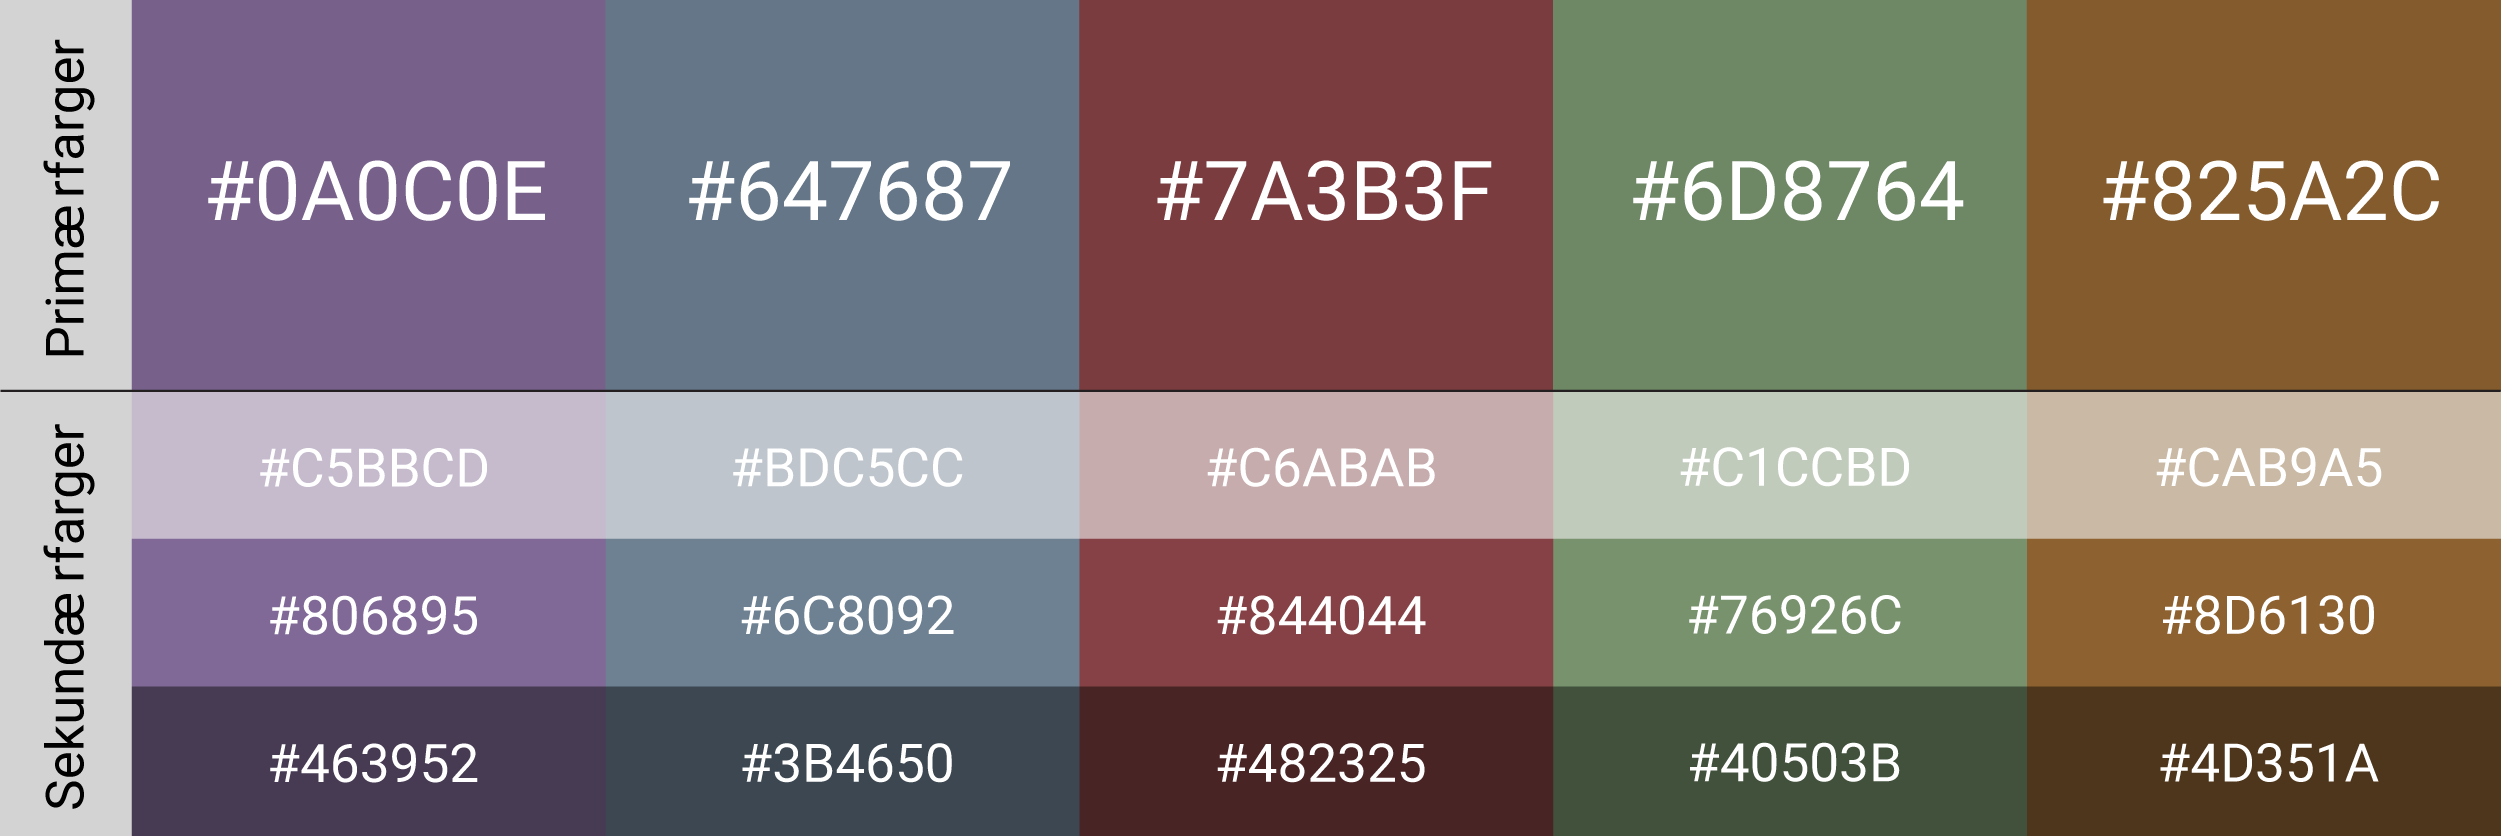 Primærfarger
#0A0C0E
#647687
#7A3B3F
#6D8764
#825A2C
Sekundærfarger
#C5BBCD
#BDC5CC
#C6ABAB
#C1CCBD
#CAB9A5
#806895
#6C8092
#844044
#76926C
#8D6130
#463952
#3B4650
#482325
#40503B
#4D351A